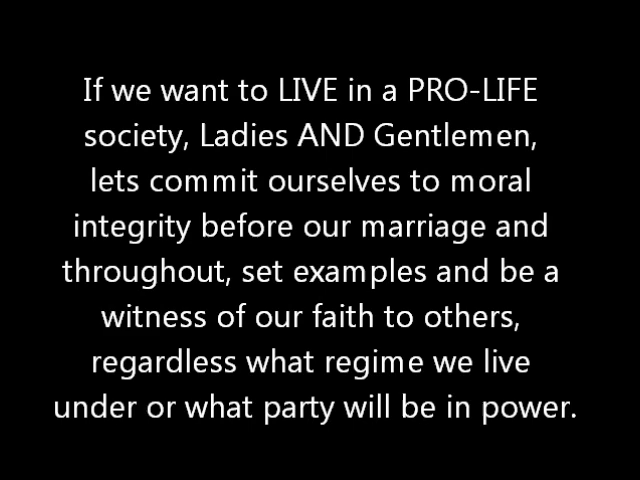 If we want to LIVE in a PRO-LIFE
society, Ladies AND Gentlemen,
lets commit ourselves to moral
integrity before our marriage and
throughout, set examples and be a
witness of our faith to others,
regardless what regime we live
under or what party will be in power.